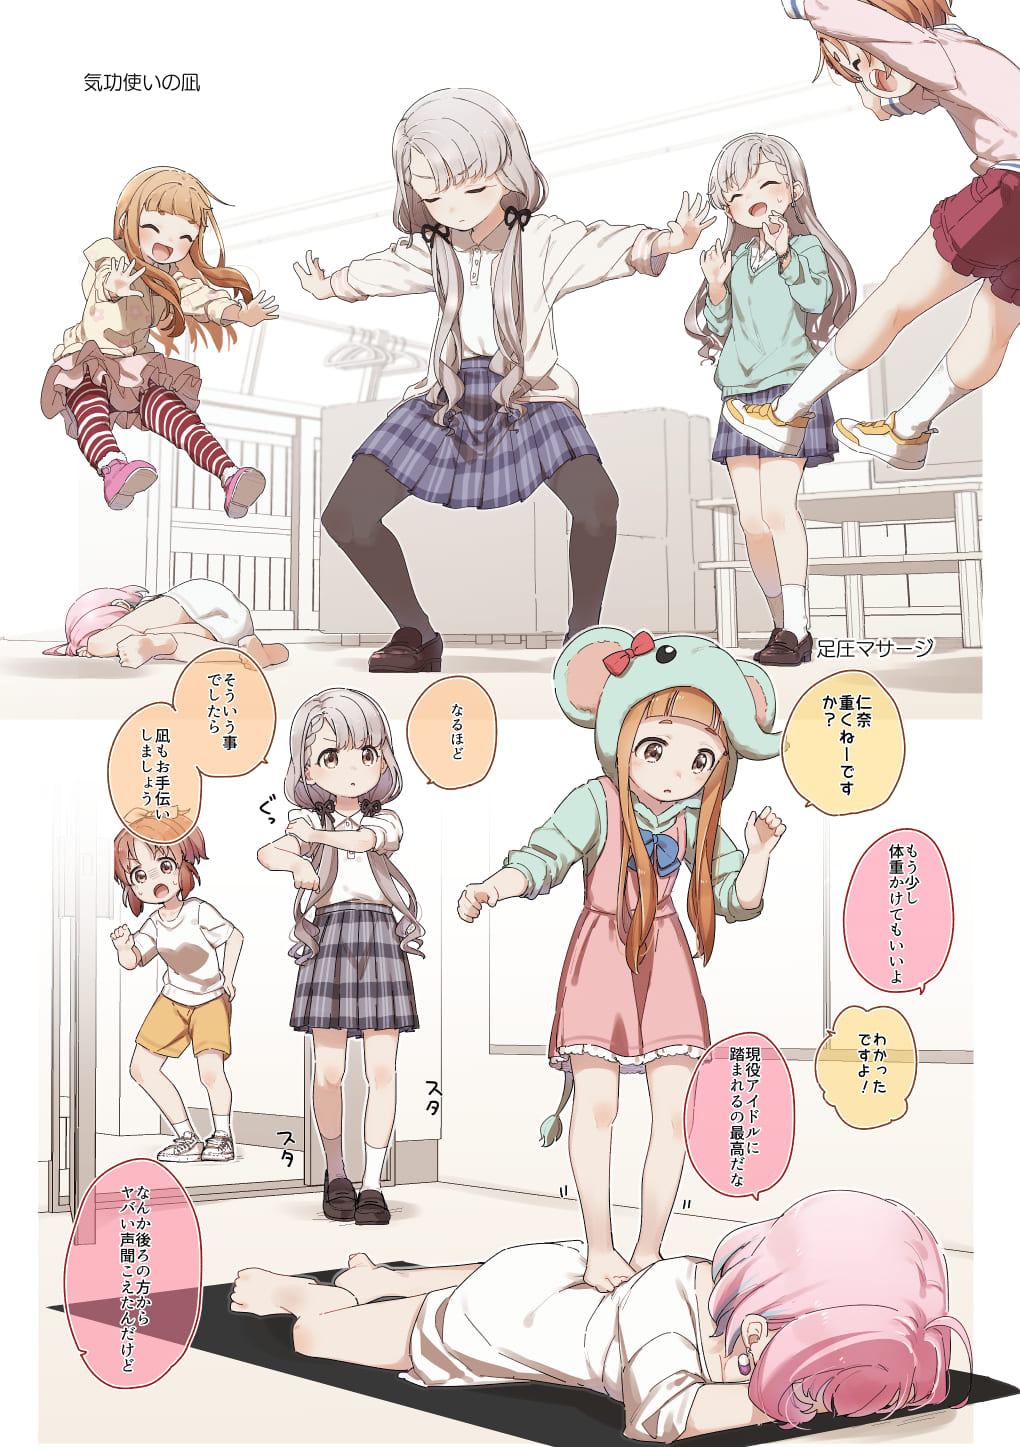 気功使いの凪
足圧マサージ
仁奈
重くねーです
か？
もう少し
体重かけてもいいよ
わかった
ですよ！
現役アイドルに
踏まれるの最高だな
なるほど
そういう事
でしたら
凪もお手伝い
しましょう
ぐっ
スタ
スタ
なんか後ろの方から
ヤバい声聞こえたんだけど